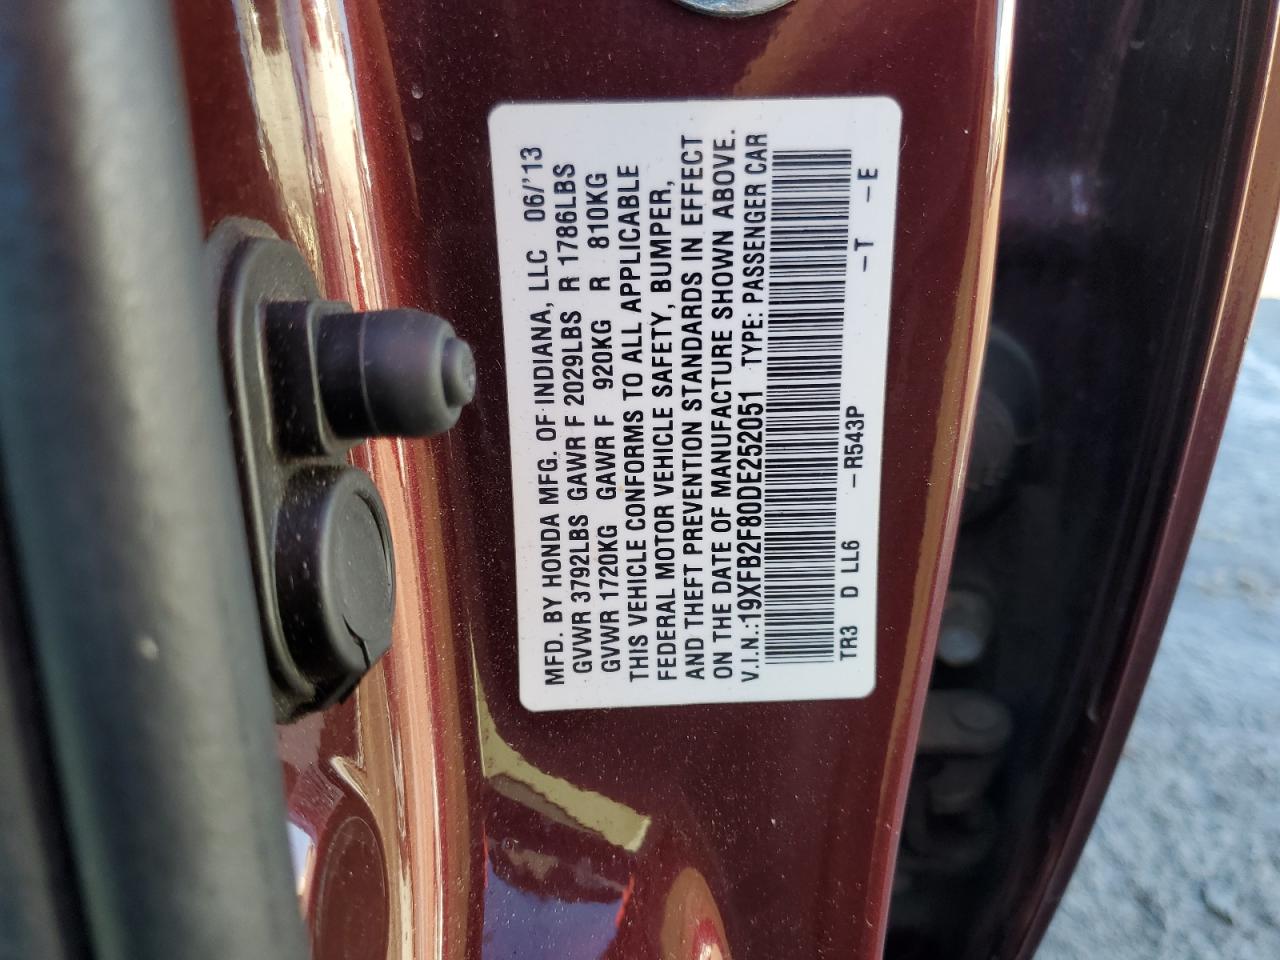 MFD. BY HONDA MFG. OF INDIANA, LLC 06/'13
GVWR 3792LBS GAWR F 2029LBS R 1786LBS
GVWR 1720KG GAWR F 920KG R 810KG
THIS VEHICLE CONFORMS TO ALL APPLICABLE
FEDERAL MOTOR VEHICLE SAFETY, BUMPER,
AND THEFT PREVENTION STANDARDS IN EFFECT
ON THE DATE OF MANUFACTURE SHOWN ABOVE.
V.I.N.:19XFB2F80DE252051 TYPE: PASSENGER CAR
TR3 D LL6 –R543P –T –E